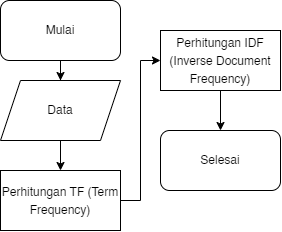 Mulai
Data
Perhitungan TF (Term
Frequency)
Perhitungan IDF
(Inverse Document
Frequency)
Selesai